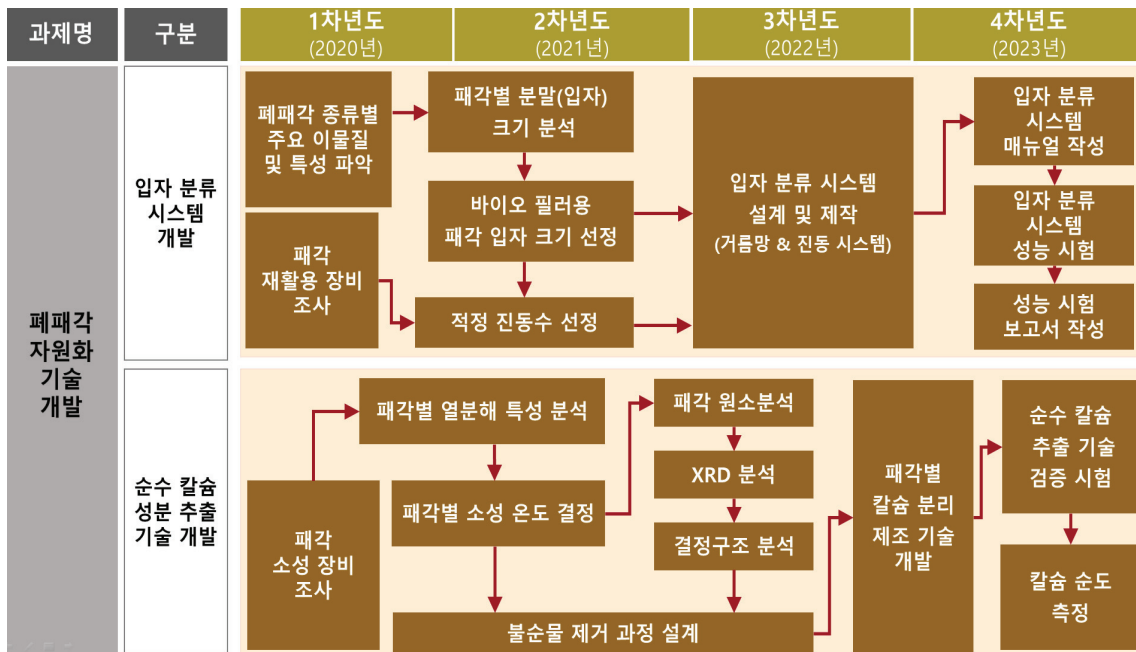 과제명
구분
1차년도
(2020년)
2차년도
(2021년)
3차년도
(2022년)
4차년도
(2023년)
폐패각
자원화
기술
개발
입자 분류
시스템
개발
폐패각 종류별
주요 이물질
및 특성 파악
패각
재활용 장비
조사
패각별 분말(입자)
크기 분석
바이오 필러용
패각 입자 크기 선정
적정 진동수 선정
입자 분류 시스템
설계 및 제작
(거름망 & 진동 시스템)
입자 분류
시스템
매뉴얼 작성
입자 분류
시스템
성능 시험
성능 시험
보고서 작성
순수 칼슘
성분 추출
기술 개발
패각
소성 장비
조사
패각별 열분해 특성 분석
패각별 소성 온도 결정
패각 원소분석
XRD 분석
결정구조 분석
불순물 제거 과정 설계
패각별
칼슘 분리
제조 기술
개발
순수 칼슘
추출 기술
검증 시험
칼슘 순도
측정